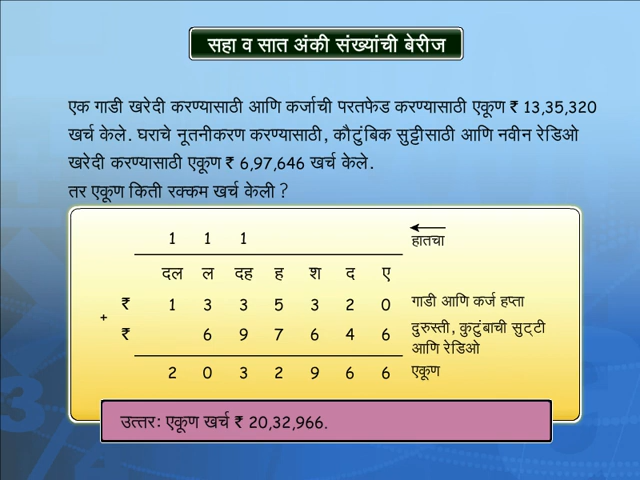 सहा व सात अंकी संख्यांची बेरीज
एक गाडी खरेदी करण्यासाठी आणि कर्जाची परतफेड करण्यासाठी एकूण ₹ 13,35,320
खर्च केले. घराचे नूतनीकरण करण्यासाठी, कौटुंबिक सुट्टीसाठी आणि नवीन रेडिओ
खरेदी करण्यासाठी एकूण ₹ 6,97,646 खर्च केले.
तर एकूण किती रक्कम खर्च केली ?
1 1 1 हातचा
दल ल दह ह श द ए
₹ 1 3 3 5 3 2 0 गाडी आणि कर्ज हप्ता
+ ₹ 6 9 7 6 4 6 दुरुस्ती, कुटुंबाची सुट्टी
आणि रेडिओ
2 0 3 2 9 6 6 एकूण
उत्तरः एकूण खर्च ₹ 20,32,966.